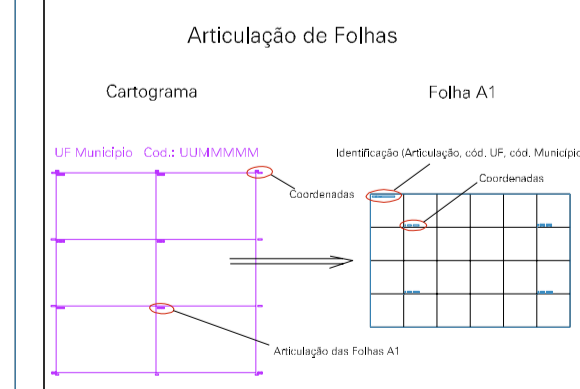 Articulação de Folhas
Cartograma
Folha A1
UF Municipio Cod.: UUMMMMM
Identificação (Articulação, cód. UF, cód. Município
Coordenadas
Coordenadas
Articulação das Folhas A1